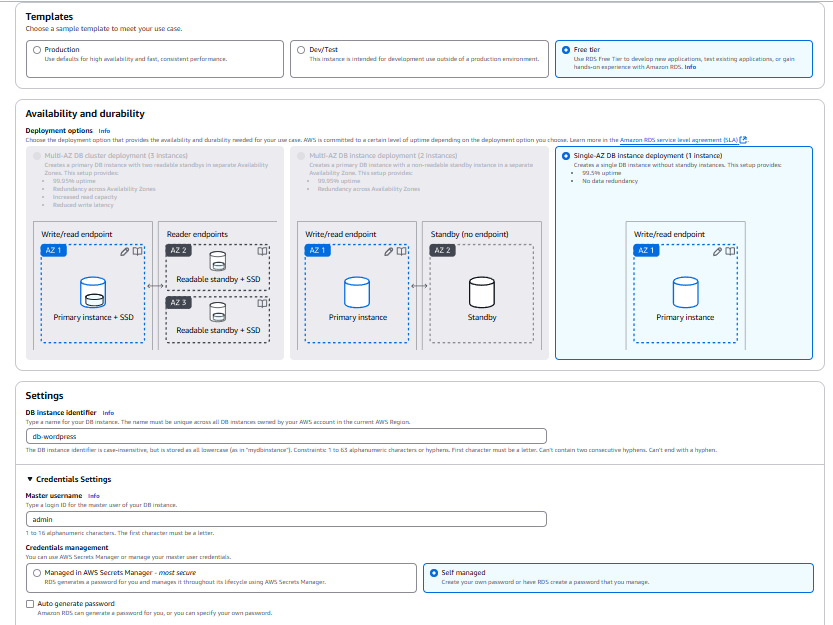 Templates
Choose a sample template to meet your use case.
Production
Use defaults for high availability and fast, consistent performance.
Dev/Test
This instance is intended for development use outside of a production environment.
Free tier
Use RDS Free Tier to develop new applications, test existing applications, or gain
hands-on experience with Amazon RDS. Info
Availability and durability
Deployment options Info
Choose the deployment option that provides the availability and durability needed for your use case. AWS is committed to a certain level of uptime depending on the deployment option you choose. Learn more in the Amazon RDS service level agreement (SLA).
Multi-AZ DB cluster deployment (3 instances)
Creates a primary DB instance with two readable standbys in separate Availability
Zones. This setup provides:
• 99.95% uptime
• Redundancy across Availability Zones
• Increased read capacity
• Reduced write latency
Write/read endpoint
AZ 1
Primary instance + SSD
Reader endpoints
AZ 2
Readable standby + SSD
AZ 3
Readable standby + SSD
Multi-AZ DB instance deployment (2 instances)
Creates a primary DB instance with a non-readable standby instance in a separate
Availability Zone. This setup provides:
• 99.95% uptime
• Redundancy across Availability Zones
Write/read endpoint
AZ 1
Primary instance
Standby (no endpoint)
AZ 2
Standby
Single-AZ DB instance deployment (1 instance)
Creates a single DB instance without standby instances. This setup provides:
• 99.5% uptime
• No data redundancy
Write/read endpoint
AZ 1
Primary instance
Settings
DB instance identifier Info
Type a name for your DB instance. The name must be unique across all DB instances owned by your AWS account in the current AWS Region.
db-wordpress
The DB instance identifier is case-insensitive, but is stored as all lowercase (as in "mydbinstance"). Constraints: 1 to 63 alphanumeric characters or hyphens. First character must be a letter. Can't contain two consecutive hyphens. Can't end with a hyphen.
▼ Credentials Settings
Master username Info
Type a login ID for the master user of your DB instance.
admin
1 to 16 alphanumeric characters. The first character must be a letter.
Credentials management
You can use AWS Secrets Manager or manage your master user credentials.
Managed in AWS Secrets Manager - most secure
RDS generates a password for you and manages it throughout its lifecycle using AWS Secrets Manager.
Self managed
Create your own password or have RDS create a password that you manage.
Auto generate password
Amazon RDS can generate a password for you, or you can specify your own password.